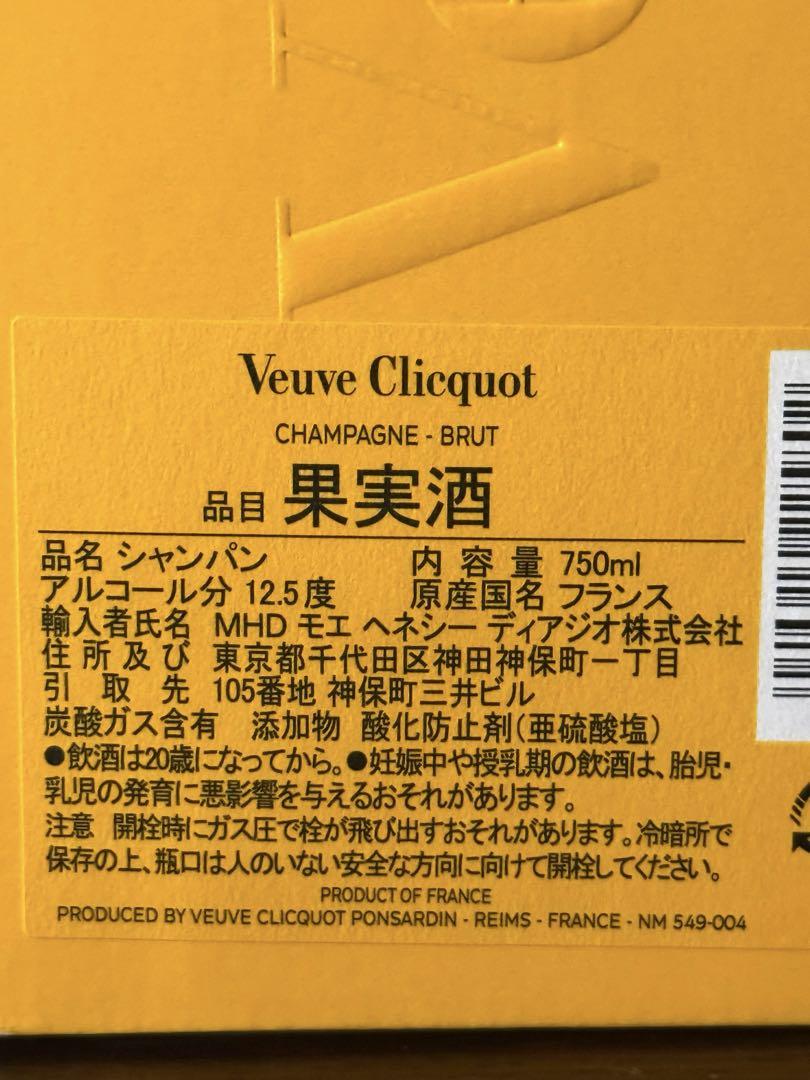 Veuve Clicquot
CHAMPAGNE - BRUT
品目 果実酒
品名 シャンパン 内容量 750ml
アルコール分 12.5度 原産国名 フランス
輸入者氏名 MHD モエ ヘネシー ディアジオ株式会社
住所及び 東京都千代田区神田神保町一丁目
引取先 105番地 神保町三井ビル
炭酸ガス含有 添加物 酸化防止剤(亜硫酸塩)
●飲酒は20歳になってから。●妊娠中や授乳期の飲酒は、胎児・
乳児の発育に悪影響を与えるおそれがあります。
注意 開栓時にガス圧で栓が飛び出すおそれがあります。冷暗所で
保存の上、瓶口は人のいない安全な方向に向けて開栓してください。
PRODUCT OF FRANCE
PRODUCED BY VEUVE CLICQUOT PONSARDIN - REIMS - FRANCE - NM 549-004